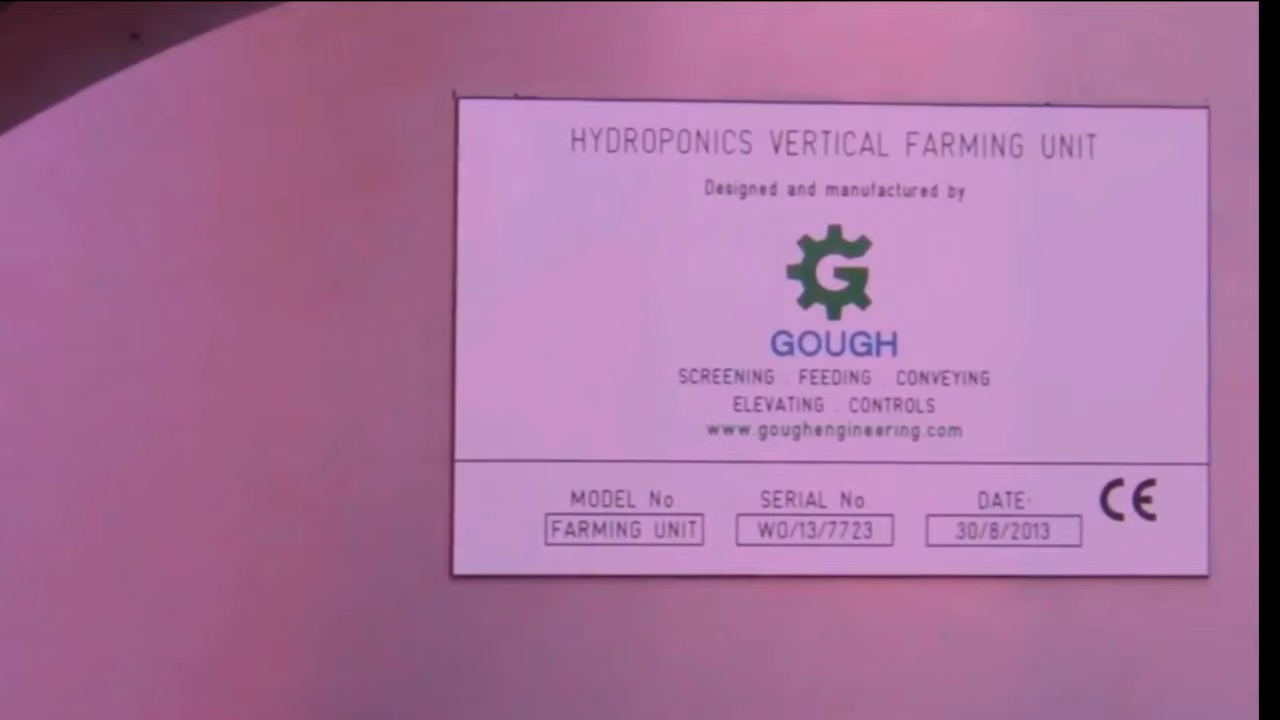 HYDROPONICS VERTICAL FARMING UNIT
Designed and manufactured by
G
GOUGH
SCREENING . FEEDING . CONVEYING
ELEVATING . CONTROLS
www.goughengineering.com
MODEL No. SERIAL No. DATE:
FARMING UNIT WO/13/7723 30/8/2013
CE